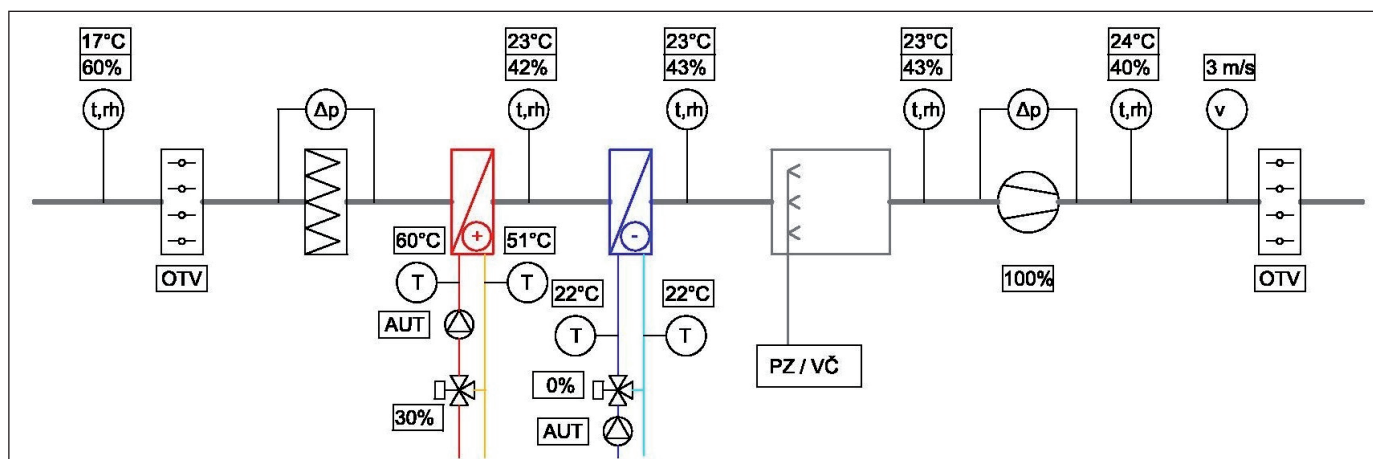 17°C
60%
23°C
42%
23°C
43%
23°C
43%
24°C
40%
3 m/s
t,rh
Δp
t,rh
t,rh
t,rh
Δp
t,rh
v
+
-
OTV
60°C
51°C
100%
OTV
T
T
22°C
22°C
AUT
T
T
PZ / VČ
0%
30%
AUT